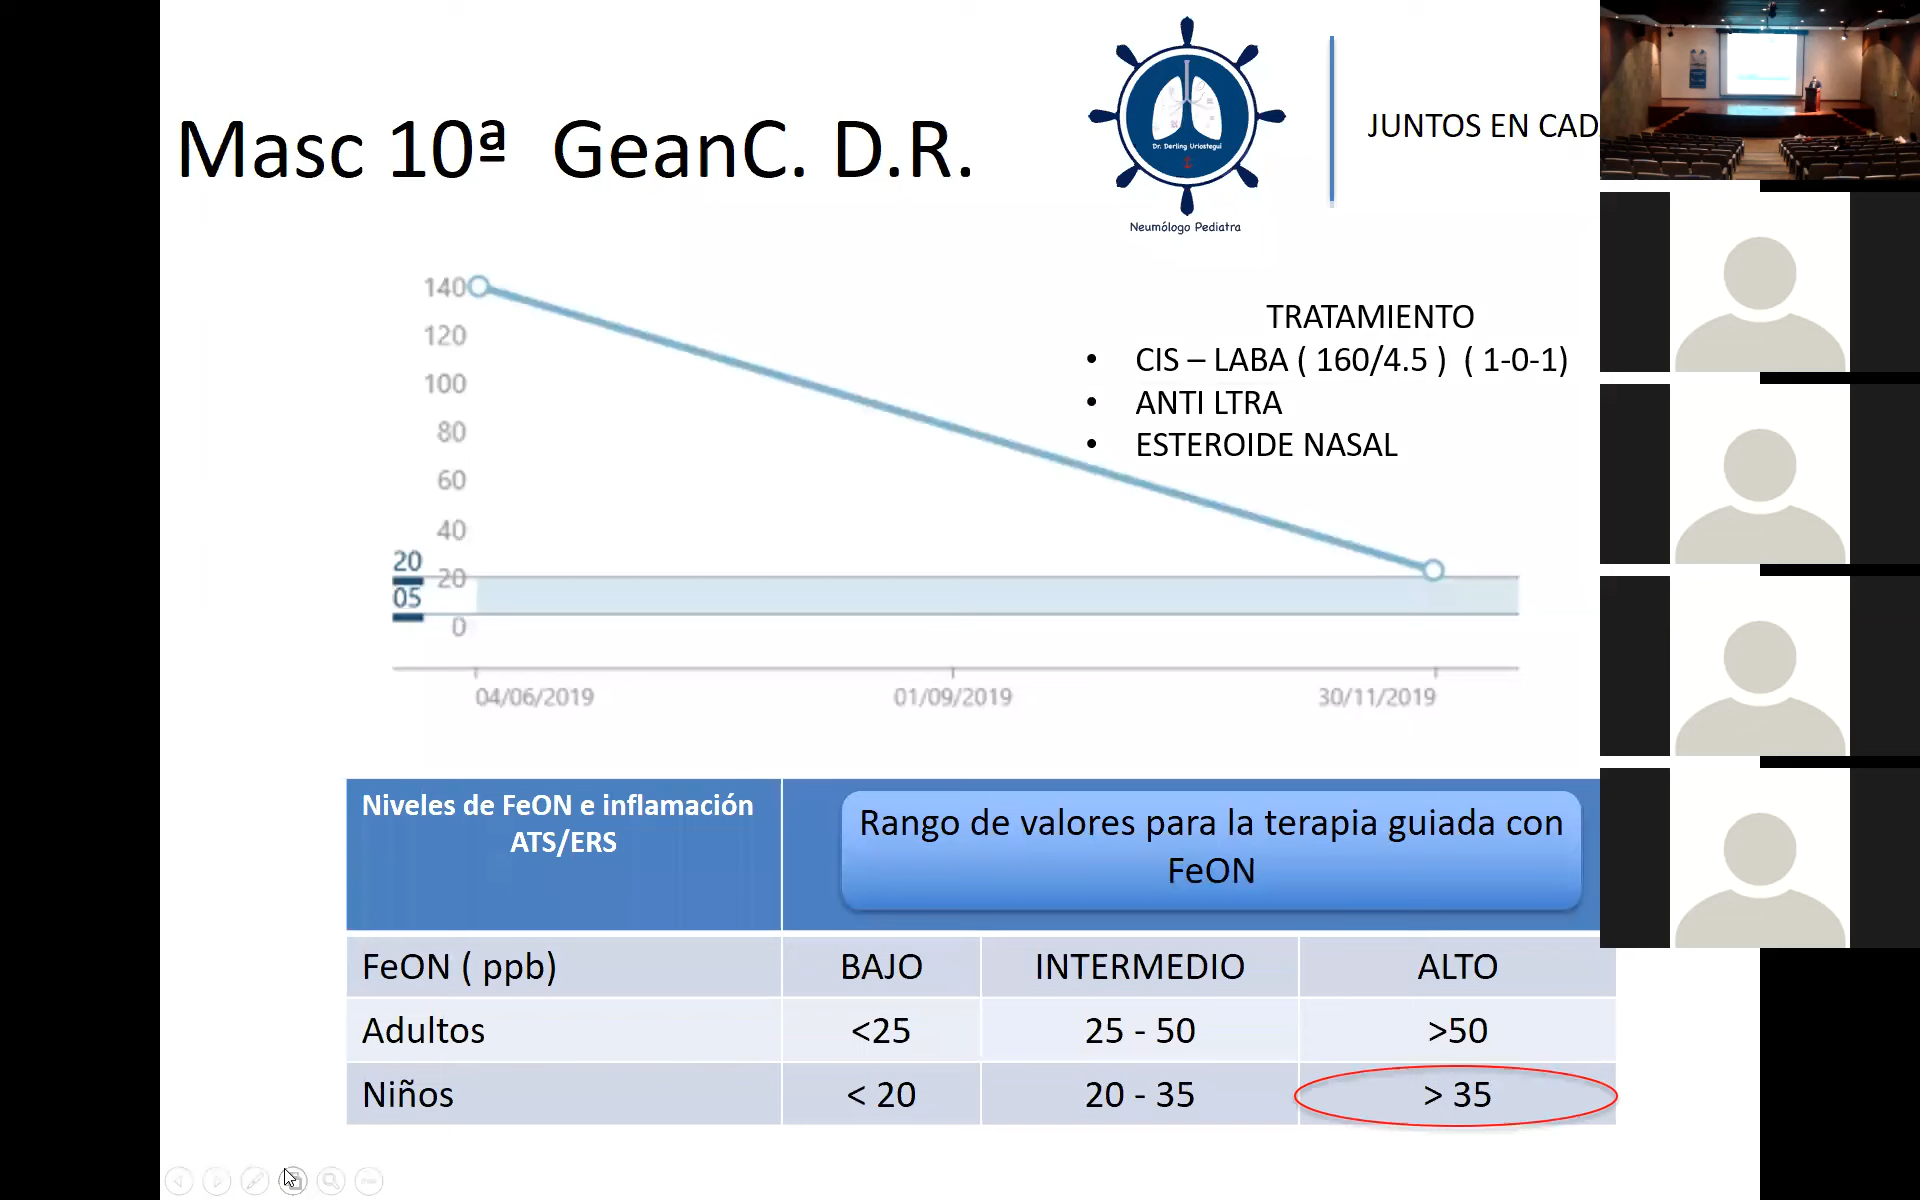 Masc 10ª GeanC. D.R.
Dr. Derling Uriostegui
Neumólogo Pediatra
JUNTOS EN CAD
140
120
100
80
60
40
20
20
05
0
04/06/2019
01/09/2019
30/11/2019
TRATAMIENTO
• CIS – LABA ( 160/4.5 ) ( 1-0-1)
• ANTI LTRA
• ESTEROIDE NASAL
Niveles de FeON e inflamación
ATS/ERS
Rango de valores para la terapia guiada con
FeON
FeON ( ppb) BAJO INTERMEDIO ALTO
Adultos <25 25 - 50 >50
Niños < 20 20 - 35 > 35